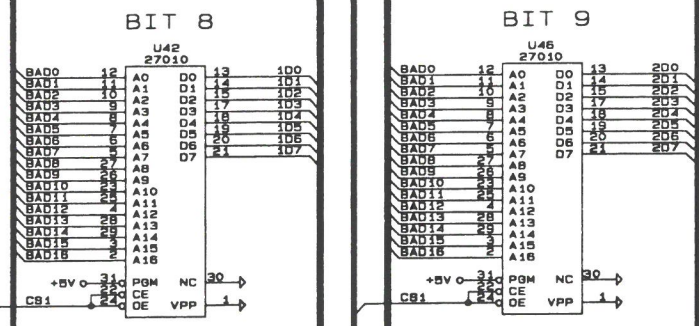 BIT 8
U42
27010
BAD0 12 A0 D0 13 1D0
BAD1 11 A1 D1 14 1D1
BAD2 10 A2 D2 15 1D2
BAD3 9 A3 D3 17 1D3
BAD4 8 A4 D4 18 1D4
BAD5 7 A5 D5 19 1D5
BAD6 6 A6 D6 20 1D6
BAD7 5 A7 D7 21 1D7
BAD8 27 A8
BAD9 26 A9
BAD10 23 A10
BAD11 25 A11
BAD12 4 A12
BAD13 28 A13
BAD14 29 A14
BAD15 3 A15
BAD16 2 A16
+5V 31 PGM NC 30
22 CE
CS1 24 OE VPP 1
BIT 9
U46
27010
BAD0 12 A0 D0 13 2D0
BAD1 11 A1 D1 14 2D1
BAD2 10 A2 D2 15 2D2
BAD3 9 A3 D3 17 2D3
BAD4 8 A4 D4 18 2D4
BAD5 7 A5 D5 19 2D5
BAD6 6 A6 D6 20 2D6
BAD7 5 A7 D7 21 2D7
BAD8 27 A8
BAD9 26 A9
BAD10 23 A10
BAD11 25 A11
BAD12 4 A12
BAD13 28 A13
BAD14 29 A14
BAD15 3 A15
BAD16 2 A16
+5V 31 PGM NC 30
22 CE
CS1 24 OE VPP 1